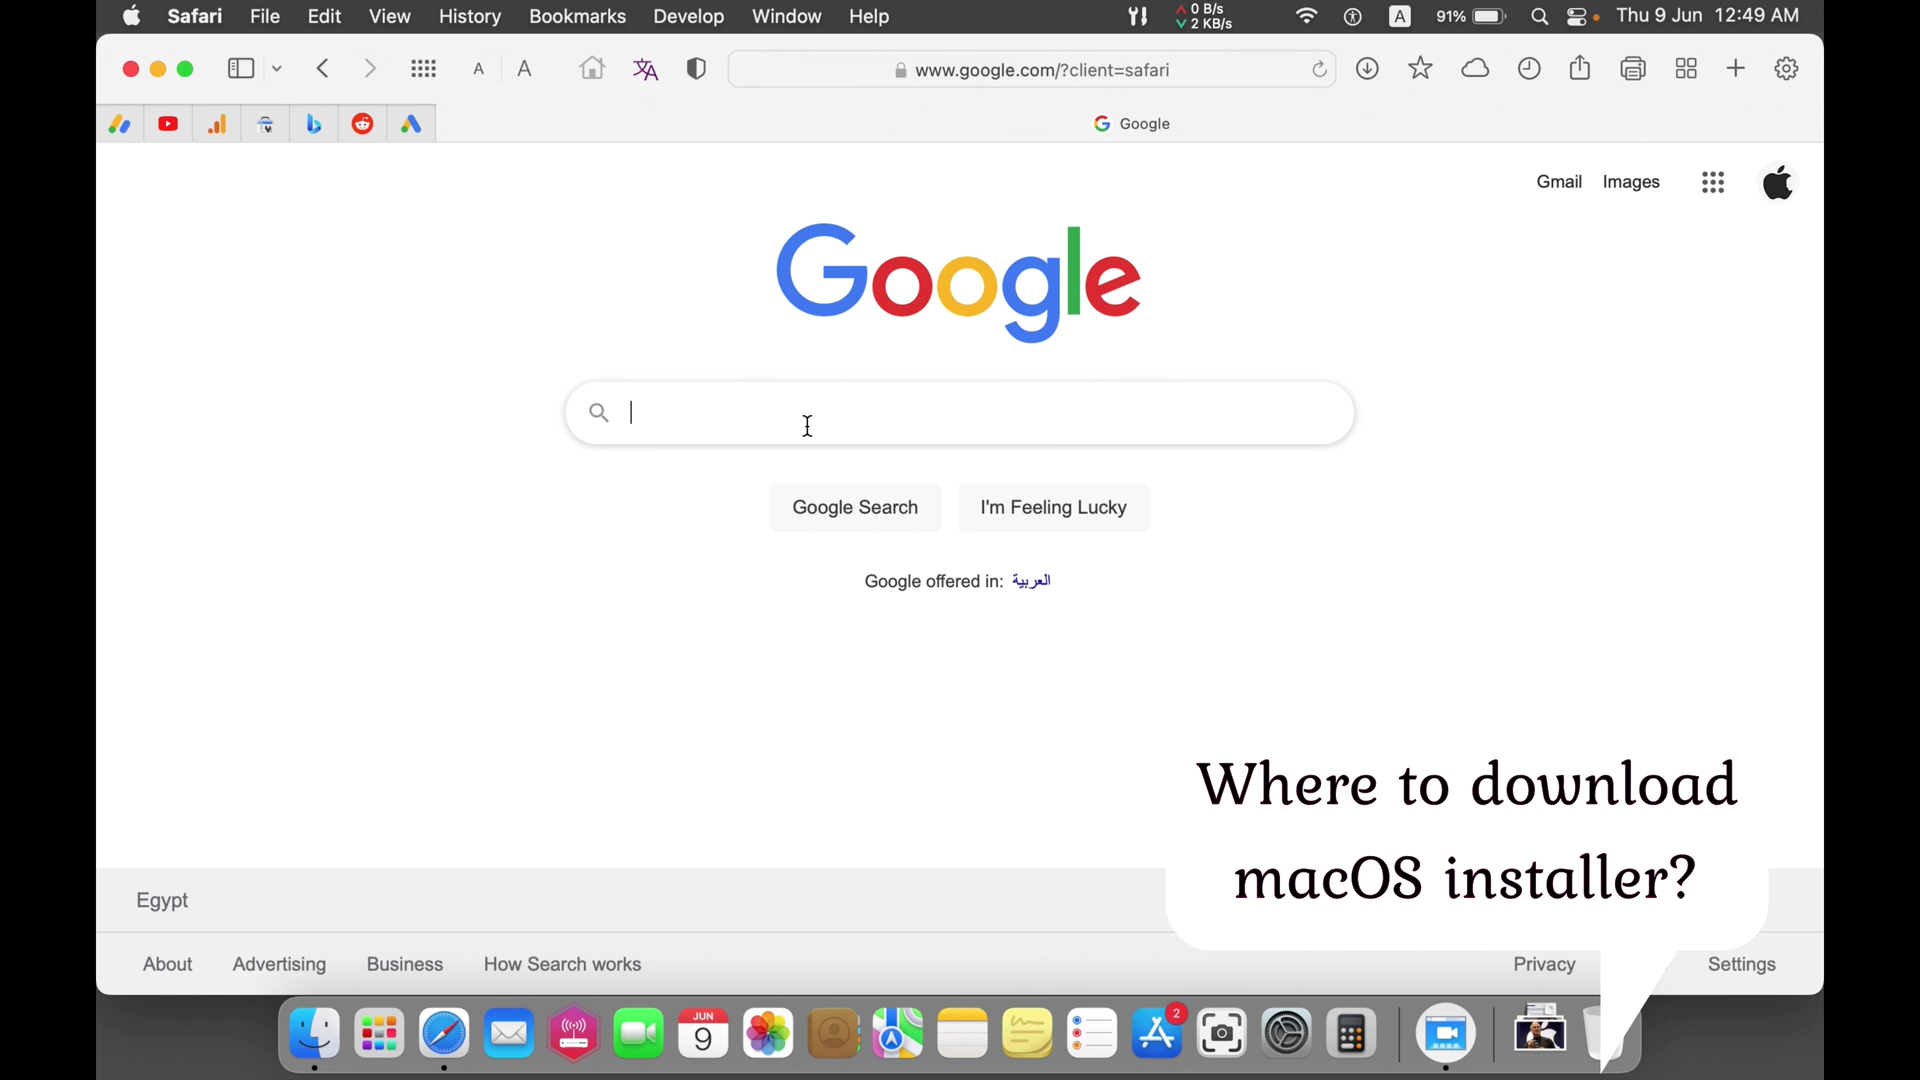 Safari File Edit View History Bookmarks Develop Window Help 0 B/s 2 KB/s A 91% Thu 9 Jun 12:49 AM
A A www.google.com/?client=safari
Google
Gmail Images
Google
Google Search I'm Feeling Lucky
Google offered in: العربية
Where to download
macOS installer?
Egypt
About Advertising Business How Search works Privacy Settings
JUN
9
2